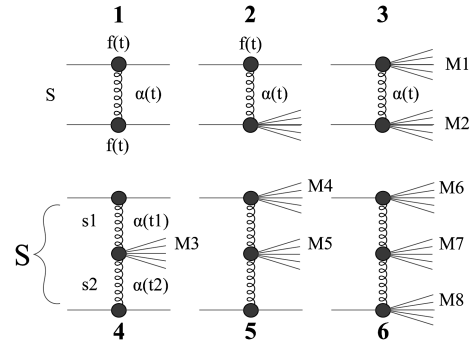 1 2 3
f(t) f(t)
M1
S α(t) α(t) α(t)
M2
f(t)
M4 M6
s1 α(t1)
S M3 M5 M7
s2 α(t2)
M8
4 5 6